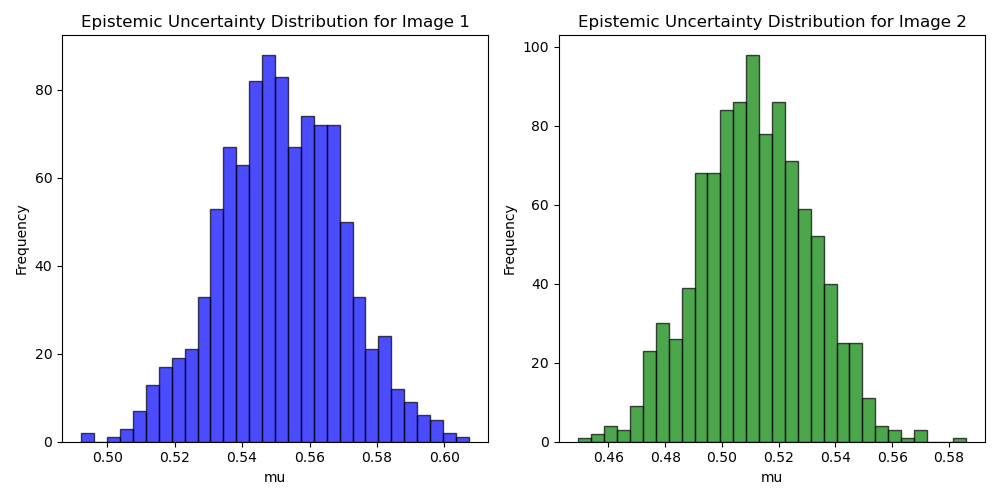 Epistemic Uncertainty Distribution for Image 1
Frequency
80
60
40
20
0
0.50 0.52 0.54 0.56 0.58 0.60
mu
Epistemic Uncertainty Distribution for Image 2
Frequency
100
80
60
40
20
0
0.46 0.48 0.50 0.52 0.54 0.56 0.58
mu